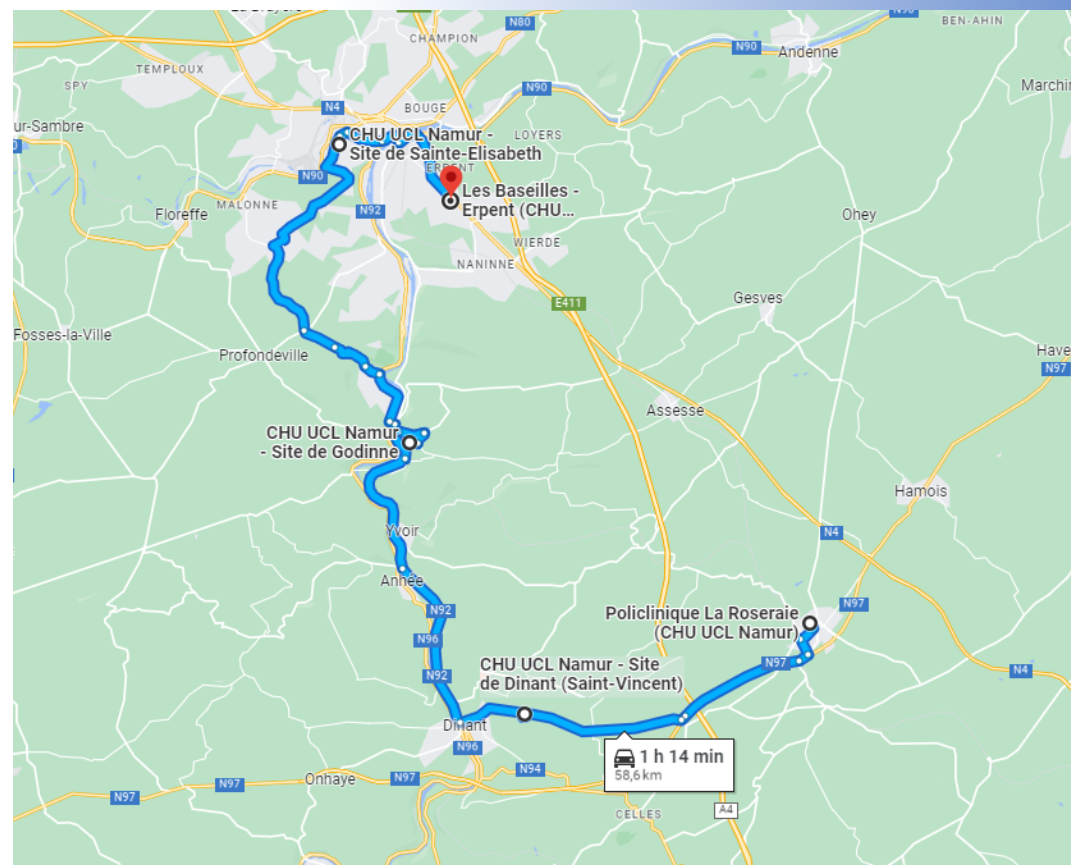 CHAMPION
N80
BEN-AHIN
N90
Andenne
TEMPLOUX
SPY
N90
Marchin
N4
BOUGE
ur-Sambre
CHU UCL Namur -
Site de Sainte-Elisabeth
LOYERS
ERPENT
N90
Les Baseilles -
Erpent (CHU...
MALONNE
N92
Floreffe
Ohey
WIERDE
NANINNE
E411
Gesves
Fosses-la-Ville
Profondeville
Have
N97
Assesse
CHU UCL Namur
- Site de Godinne
Hamois
Yvoir
N4
Annee
N97
N92
Policlinique La Roseraie
(CHU UCL Namur)
N96
N97
N4
CHU UCL Namur - Site
de Dinant (Saint-Vincent)
N92
Dinant
N96
1 h 14 min
58,6 km
N94
Onhaye
N97
N97
N97
A4
CELLES